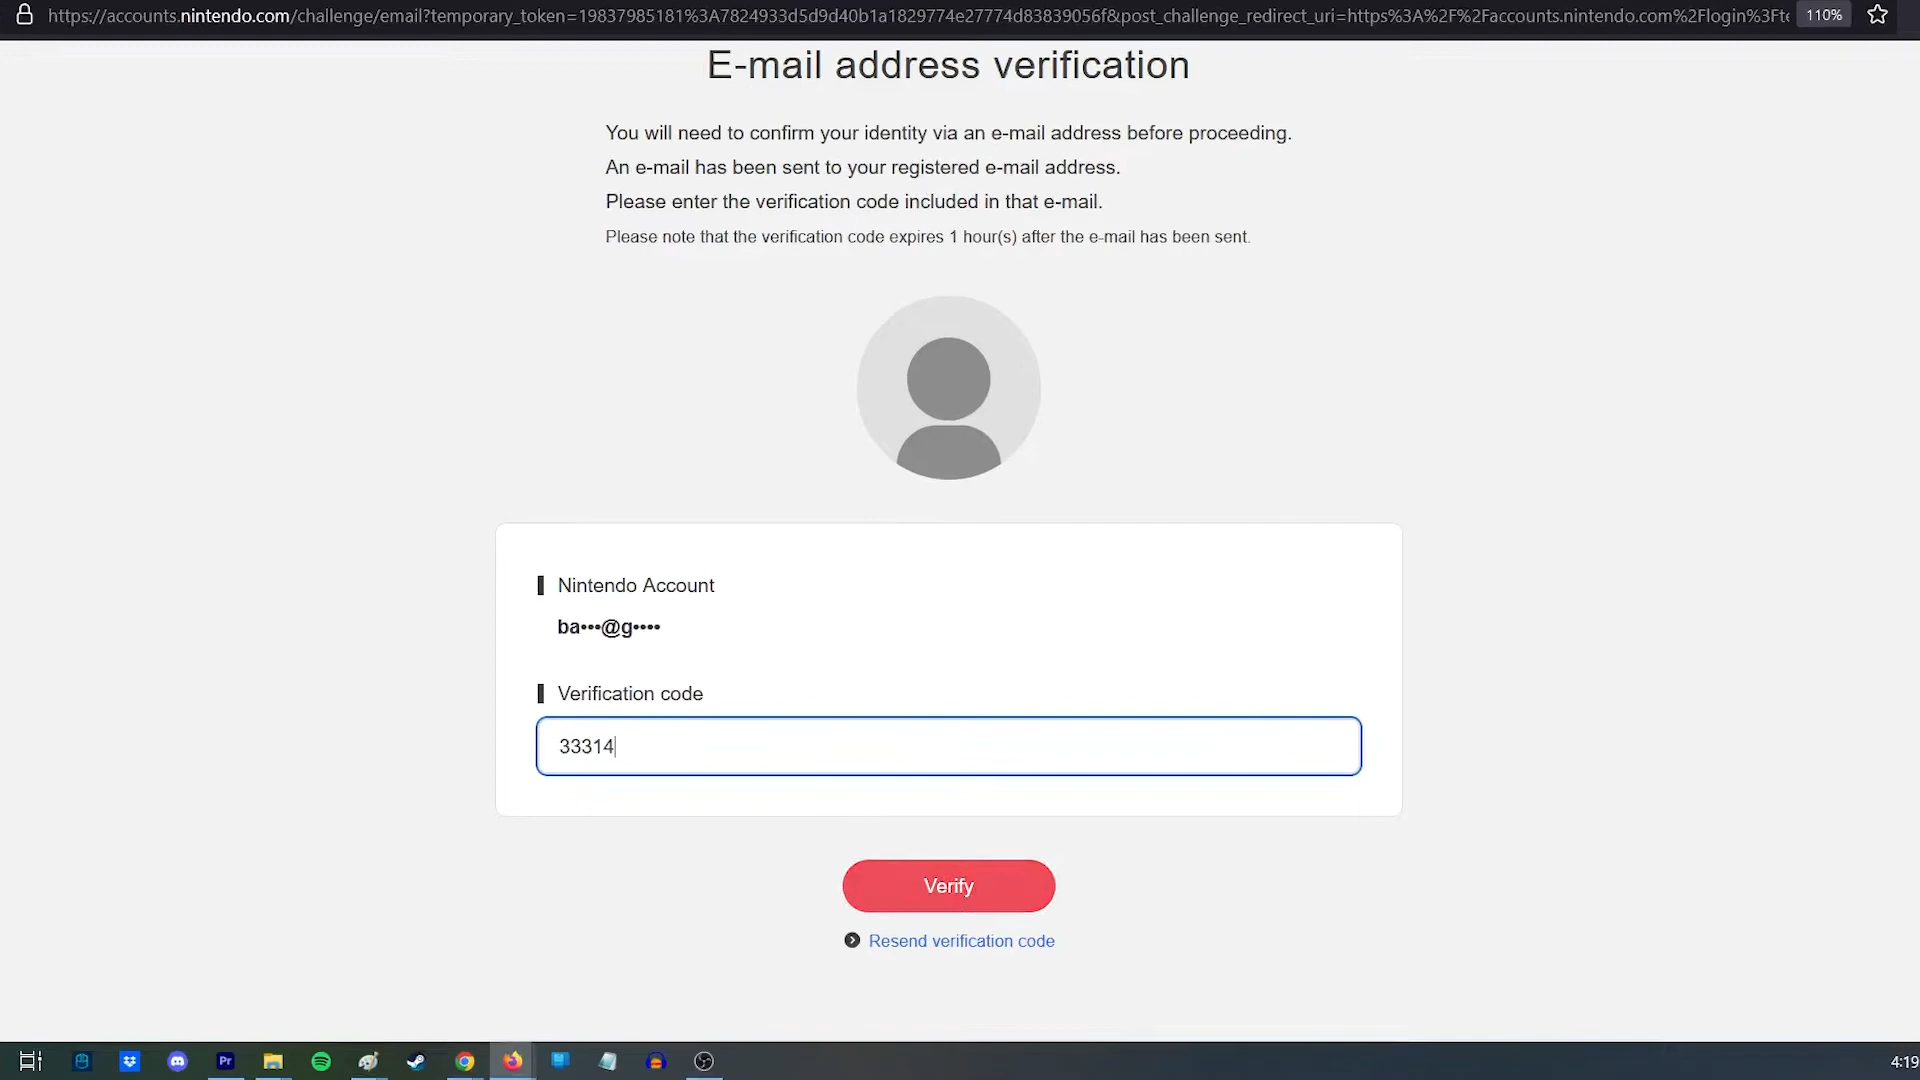 https://accounts.nintendo.com/challenge/email?temporary_token=19837985181%3A7824933d5d9d40b1a1829774e27774d83839056f&post_challenge_redirect_uri=https%3A%2F%2Faccounts.nintendo.com%2Flogin%3Fte
110%
E-mail address verification
You will need to confirm your identity via an e-mail address before proceeding.
An e-mail has been sent to your registered e-mail address.
Please enter the verification code included in that e-mail.
Please note that the verification code expires 1 hour(s) after the e-mail has been sent.
Nintendo Account
ba•••@g••••
Verification code
33314
Verify
Resend verification code
Pr
4:19